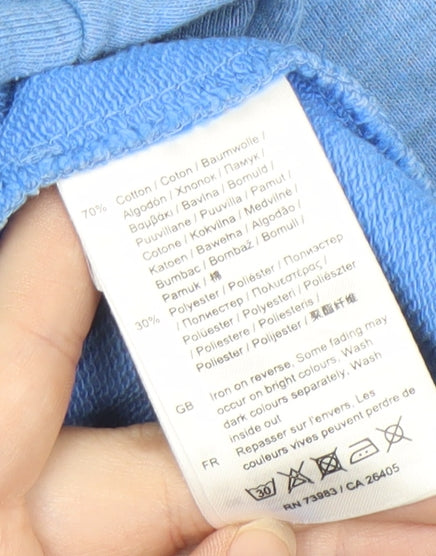 70% Cotton / Coton / Baumwolle /
Algodón / Хлопок / Памук /
Βαμβάκι / Bavlna / Bomuld /
Puuvillane / Puuvilla / Pamut /
Cotone / Kokvilna / Medvilnė /
Katoen / Bawełna / Algodão /
Bumbac / Bombaž / Bomull /
Pamuk / 棉
30% Polyester / Poliéster / Полиэстер
/ Полиестер / Πολυεστέρας /
Polüester / Polyesteri / Poliészter
/ Poliestere / Poliesteris /
Poliester / Polijester / 聚酯纤维
GB Iron on reverse. Some fading may
occur on bright colours. Wash
dark colours separately. Wash
inside out
FR Repasser sur l'envers. Les
couleurs vives peuvent perdre de
30
RN 73983 / CA 26405